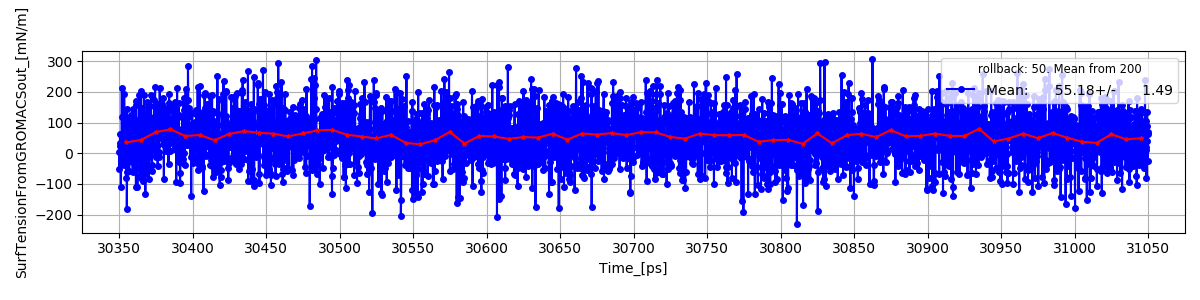 SurfTensionFromGROMACSout_[mN/m]
300
200
100
0
−100
−200
rollback: 50 Mean from 200
Mean: 55.18+/- 1.49
30350 30400 30450 30500 30550 30600 30650 30700 30750 30800 30850 30900 30950 31000 31050
Time_[ps]